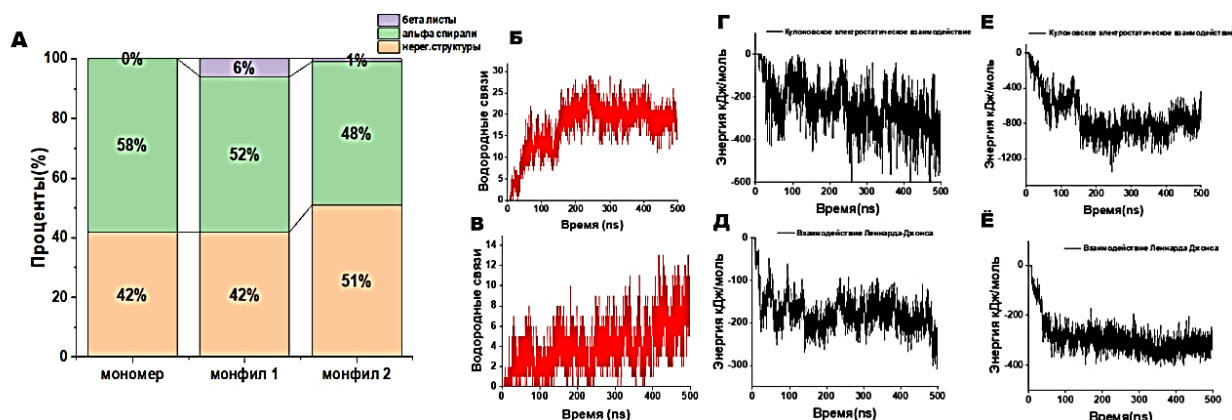 А
бета листы
альфа спирали
нерег.структуры
Проценты(%)
100
80
60
40
20
0
0%
58%
42%
6%
52%
42%
1%
48%
51%
мономер
монфил 1
монфил 2
Б
Водородные связи
35
30
25
20
15
10
5
0
0
100
200
300
400
500
Время (ns)
В
Водородные связи
14
12
10
8
6
4
2
0
0
100
200
300
400
500
Время (ns)
Г
Кулоновское электростатическое взаимодействие
Энергия кДж/моль
0
-200
-400
-600
0
100
200
300
400
500
Время(ns)
Д
Взаимодействие Леннарда-Джонса
Энергия кДж/моль
0
-100
-200
-300
0
100
200
300
400
500
Время(ns)
Е
Кулоновское электростатическое взаимодействие
Энергия кДж/моль
0
-400
-800
-1200
0
100
200
300
400
500
Время(ns)
Ё
Взаимодействие Леннарда Джонса
Энергия кДж/моль
0
-200
-400
0
100
200
300
400
500
Время(ns)